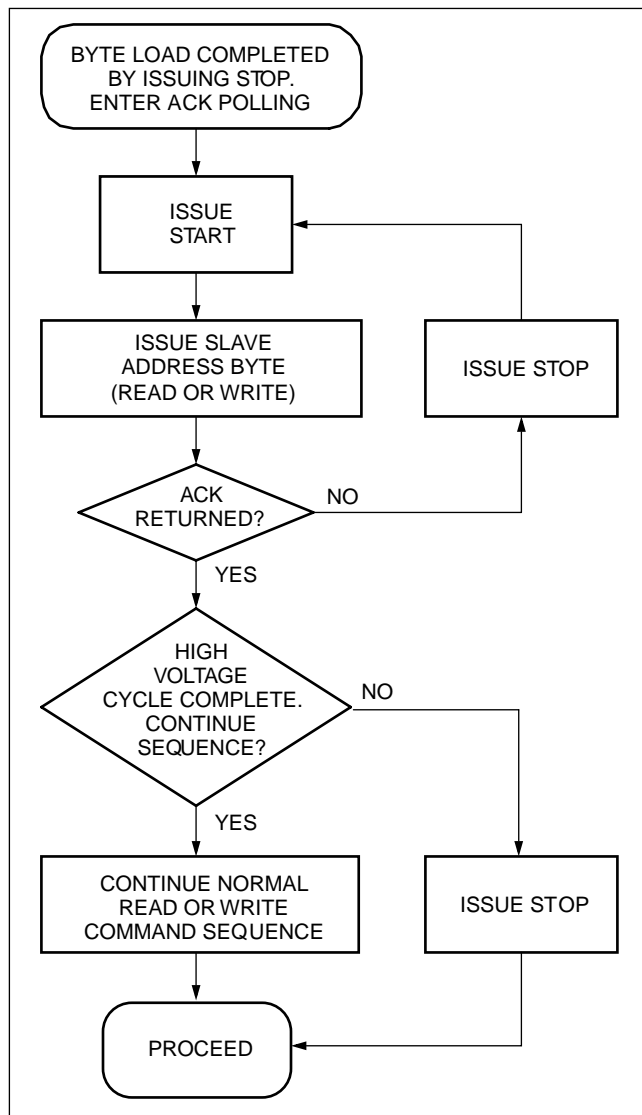 BYTE LOAD COMPLETED
BY ISSUING STOP.
ENTER ACK POLLING
ISSUE
START
ISSUE SLAVE
ADDRESS BYTE
(READ OR WRITE)
ISSUE STOP
ACK
RETURNED?
NO
YES
HIGH
VOLTAGE
CYCLE COMPLETE.
CONTINUE
SEQUENCE?
NO
YES
CONTINUE NORMAL
READ OR WRITE
COMMAND SEQUENCE
ISSUE STOP
PROCEED